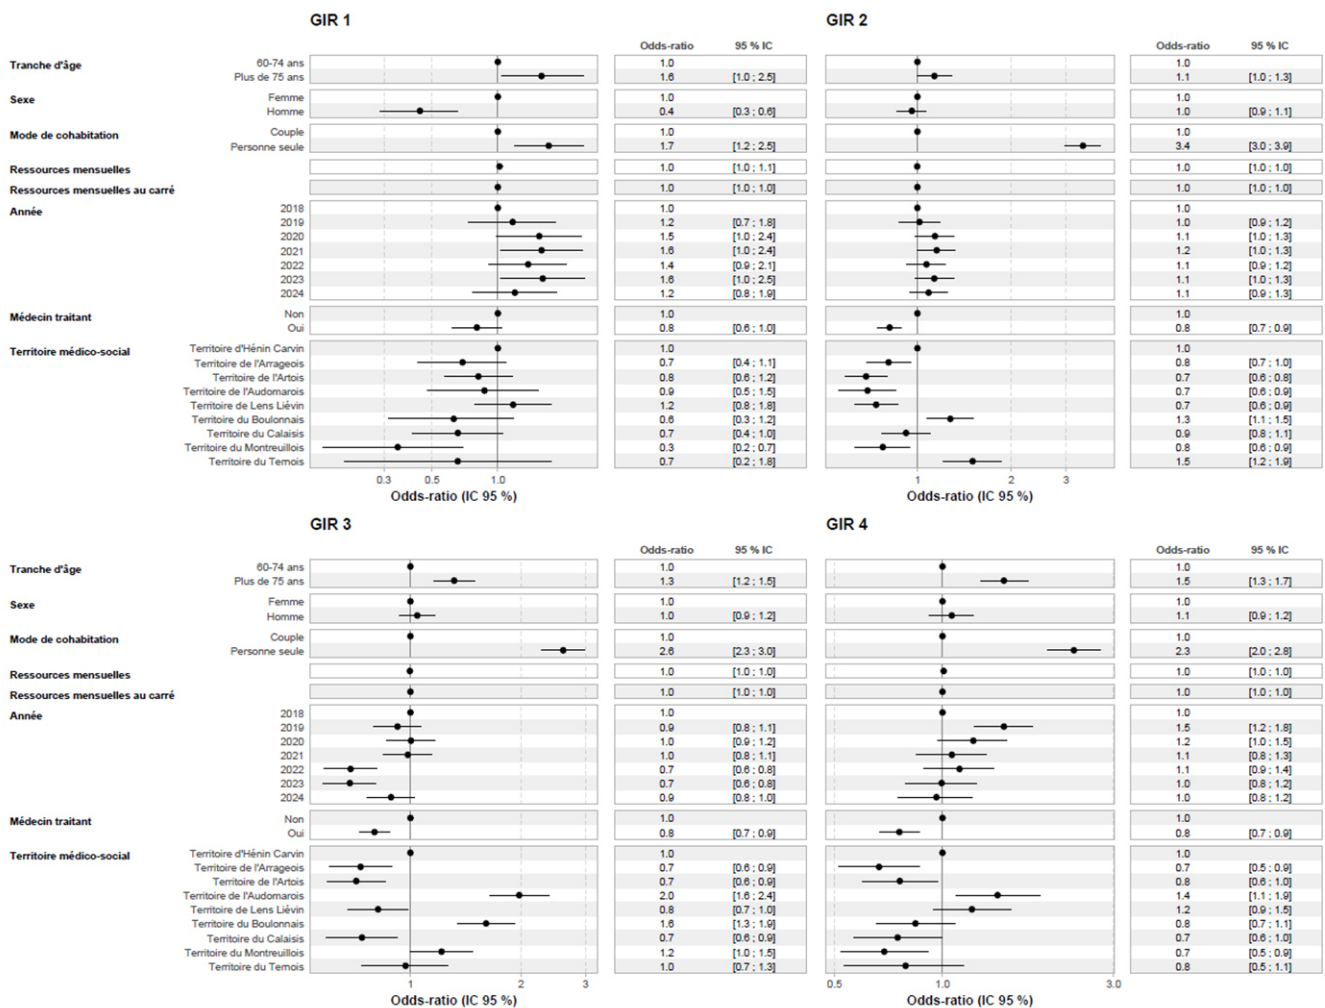 GIR 1
Odds-ratio 95 % IC
Tranche d'âge
60-74 ans 1.0
Plus de 75 ans 1.6 [1.0 ; 2.5]
Sexe
Femme 1.0
Homme 0.4 [0.3 ; 0.6]
Mode de cohabitation
Couple 1.0
Personne seule 1.7 [1.2 ; 2.5]
Ressources mensuelles 1.0 [1.0 ; 1.1]
Ressources mensuelles au carré 1.0 [1.0 ; 1.0]
Année
2018 1.0
2019 1.2 [0.7 ; 1.8]
2020 1.5 [1.0 ; 2.4]
2021 1.6 [1.0 ; 2.4]
2022 1.4 [0.9 ; 2.1]
2023 1.6 [1.0 ; 2.5]
2024 1.2 [0.8 ; 1.9]
Médecin traitant
Non 1.0
Oui 0.8 [0.6 ; 1.0]
Territoire médico-social
Territoire d'Hénin Carvin 1.0
Territoire de l'Arrageois 0.7 [0.4 ; 1.1]
Territoire de l'Artois 0.8 [0.6 ; 1.2]
Territoire de l'Audomarois 0.9 [0.5 ; 1.5]
Territoire de Lens Liévin 1.2 [0.8 ; 1.8]
Territoire du Boulonnais 0.6 [0.3 ; 1.2]
Territoire du Calaisis 0.7 [0.4 ; 1.0]
Territoire du Montreuillois 0.3 [0.2 ; 0.7]
Territoire du Ternois 0.7 [0.2 ; 1.8]
0.3 0.5 1.0
Odds-ratio (IC 95 %)
GIR 2
Odds-ratio 95 % IC
1.0
1.1 [1.0 ; 1.3]
1.0
1.0 [0.9 ; 1.1]
1.0
3.4 [3.0 ; 3.9]
1.0 [1.0 ; 1.0]
1.0 [1.0 ; 1.0]
1.0
1.0 [0.9 ; 1.2]
1.1 [1.0 ; 1.3]
1.2 [1.0 ; 1.3]
1.1 [0.9 ; 1.2]
1.1 [1.0 ; 1.3]
1.1 [0.9 ; 1.3]
1.0
0.8 [0.7 ; 0.9]
1.0
0.8 [0.7 ; 1.0]
0.7 [0.6 ; 0.8]
0.7 [0.6 ; 0.9]
0.7 [0.6 ; 0.9]
1.3 [1.1 ; 1.5]
0.9 [0.8 ; 1.1]
0.8 [0.6 ; 0.9]
1.5 [1.2 ; 1.9]
1 2 3
Odds-ratio (IC 95 %)
GIR 3
Odds-ratio 95 % IC
Tranche d'âge
60-74 ans 1.0
Plus de 75 ans 1.3 [1.2 ; 1.5]
Sexe
Femme 1.0
Homme 1.0 [0.9 ; 1.2]
Mode de cohabitation
Couple 1.0
Personne seule 2.6 [2.3 ; 3.0]
Ressources mensuelles 1.0 [1.0 ; 1.0]
Ressources mensuelles au carré 1.0 [1.0 ; 1.0]
Année
2018 1.0
2019 0.9 [0.8 ; 1.1]
2020 1.0 [0.9 ; 1.2]
2021 1.0 [0.8 ; 1.1]
2022 0.7 [0.6 ; 0.8]
2023 0.7 [0.6 ; 0.8]
2024 0.9 [0.8 ; 1.0]
Médecin traitant
Non 1.0
Oui 0.8 [0.7 ; 0.9]
Territoire médico-social
Territoire d'Hénin Carvin 1.0
Territoire de l'Arrageois 0.7 [0.6 ; 0.9]
Territoire de l'Artois 0.7 [0.6 ; 0.9]
Territoire de l'Audomarois 2.0 [1.6 ; 2.4]
Territoire de Lens Liévin 0.8 [0.7 ; 1.0]
Territoire du Boulonnais 1.6 [1.3 ; 1.9]
Territoire du Calaisis 0.7 [0.6 ; 0.9]
Territoire du Montreuillois 1.2 [1.0 ; 1.5]
Territoire du Ternois 1.0 [0.7 ; 1.3]
1 2 3
Odds-ratio (IC 95 %)
GIR 4
Odds-ratio 95 % IC
1.0
1.5 [1.3 ; 1.7]
1.0
1.1 [0.9 ; 1.2]
1.0
2.3 [2.0 ; 2.8]
1.0 [1.0 ; 1.0]
1.0 [1.0 ; 1.0]
1.0
1.5 [1.2 ; 1.8]
1.2 [1.0 ; 1.5]
1.1 [0.8 ; 1.3]
1.1 [0.9 ; 1.4]
1.0 [0.8 ; 1.2]
1.0 [0.8 ; 1.2]
1.0
0.8 [0.7 ; 0.9]
1.0
0.7 [0.5 ; 0.9]
0.8 [0.6 ; 1.0]
1.4 [1.1 ; 1.9]
1.2 [0.9 ; 1.5]
0.8 [0.7 ; 1.1]
0.7 [0.6 ; 1.0]
0.7 [0.5 ; 0.9]
0.8 [0.5 ; 1.1]
0.5 1.0 3.0
Odds-ratio (IC 95 %)